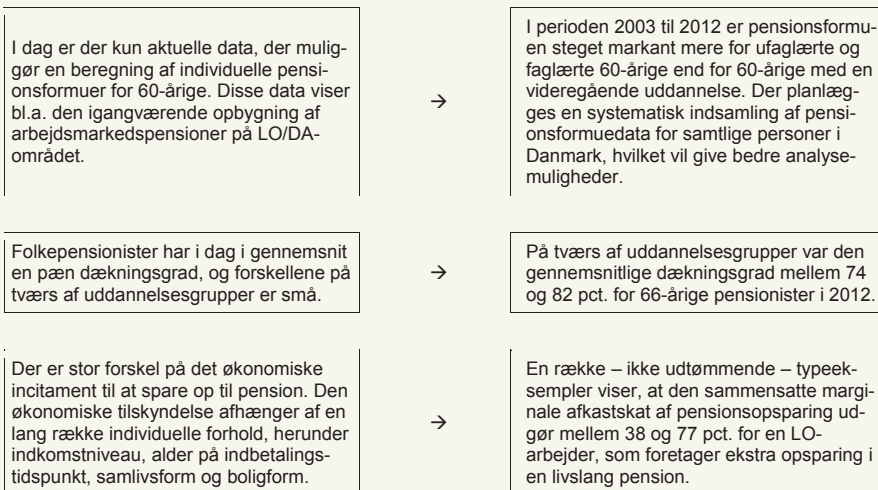 I dag er der kun aktuelle data, der mulig-
gør en beregning af individuelle pensi-
onsformuer for 60-årige. Disse data viser
bl.a. den igangværende opbygning af
arbejdsmarkedspensioner på LO/DA-
området.
→
I perioden 2003 til 2012 er pensionsformu-
en steget markant mere for ufaglærte og
faglærte 60-årige end for 60-årige med en
videregående uddannelse. Der planlæg-
ges en systematisk indsamling af pensi-
onsformuedata for samtlige personer i
Danmark, hvilket vil give bedre analyse-
muligheder.
Folkepensionister har i dag i gennemsnit
en pæn dækningsgrad, og forskellene på
tværs af uddannelsesgrupper er små.
→
På tværs af uddannelsesgrupper var den
gennemsnitlige dækningsgrad mellem 74
og 82 pct. for 66-årige pensionister i 2012.
Der er stor forskel på det økonomiske
incitament til at spare op til pension. Den
økonomiske tilskyndelse afhænger af en
lang række individuelle forhold, herunder
indkomstniveau, alder på indbetalings-
tidspunkt, samlivsform og boligform.
→
En række – ikke udtømmende – typeek-
sempler viser, at den sammensatte margi-
nale afkastskat af pensionsopsparing ud-
gør mellem 38 og 77 pct. for en LO-
arbejder, som foretager ekstra opsparing i
en livslang pension.